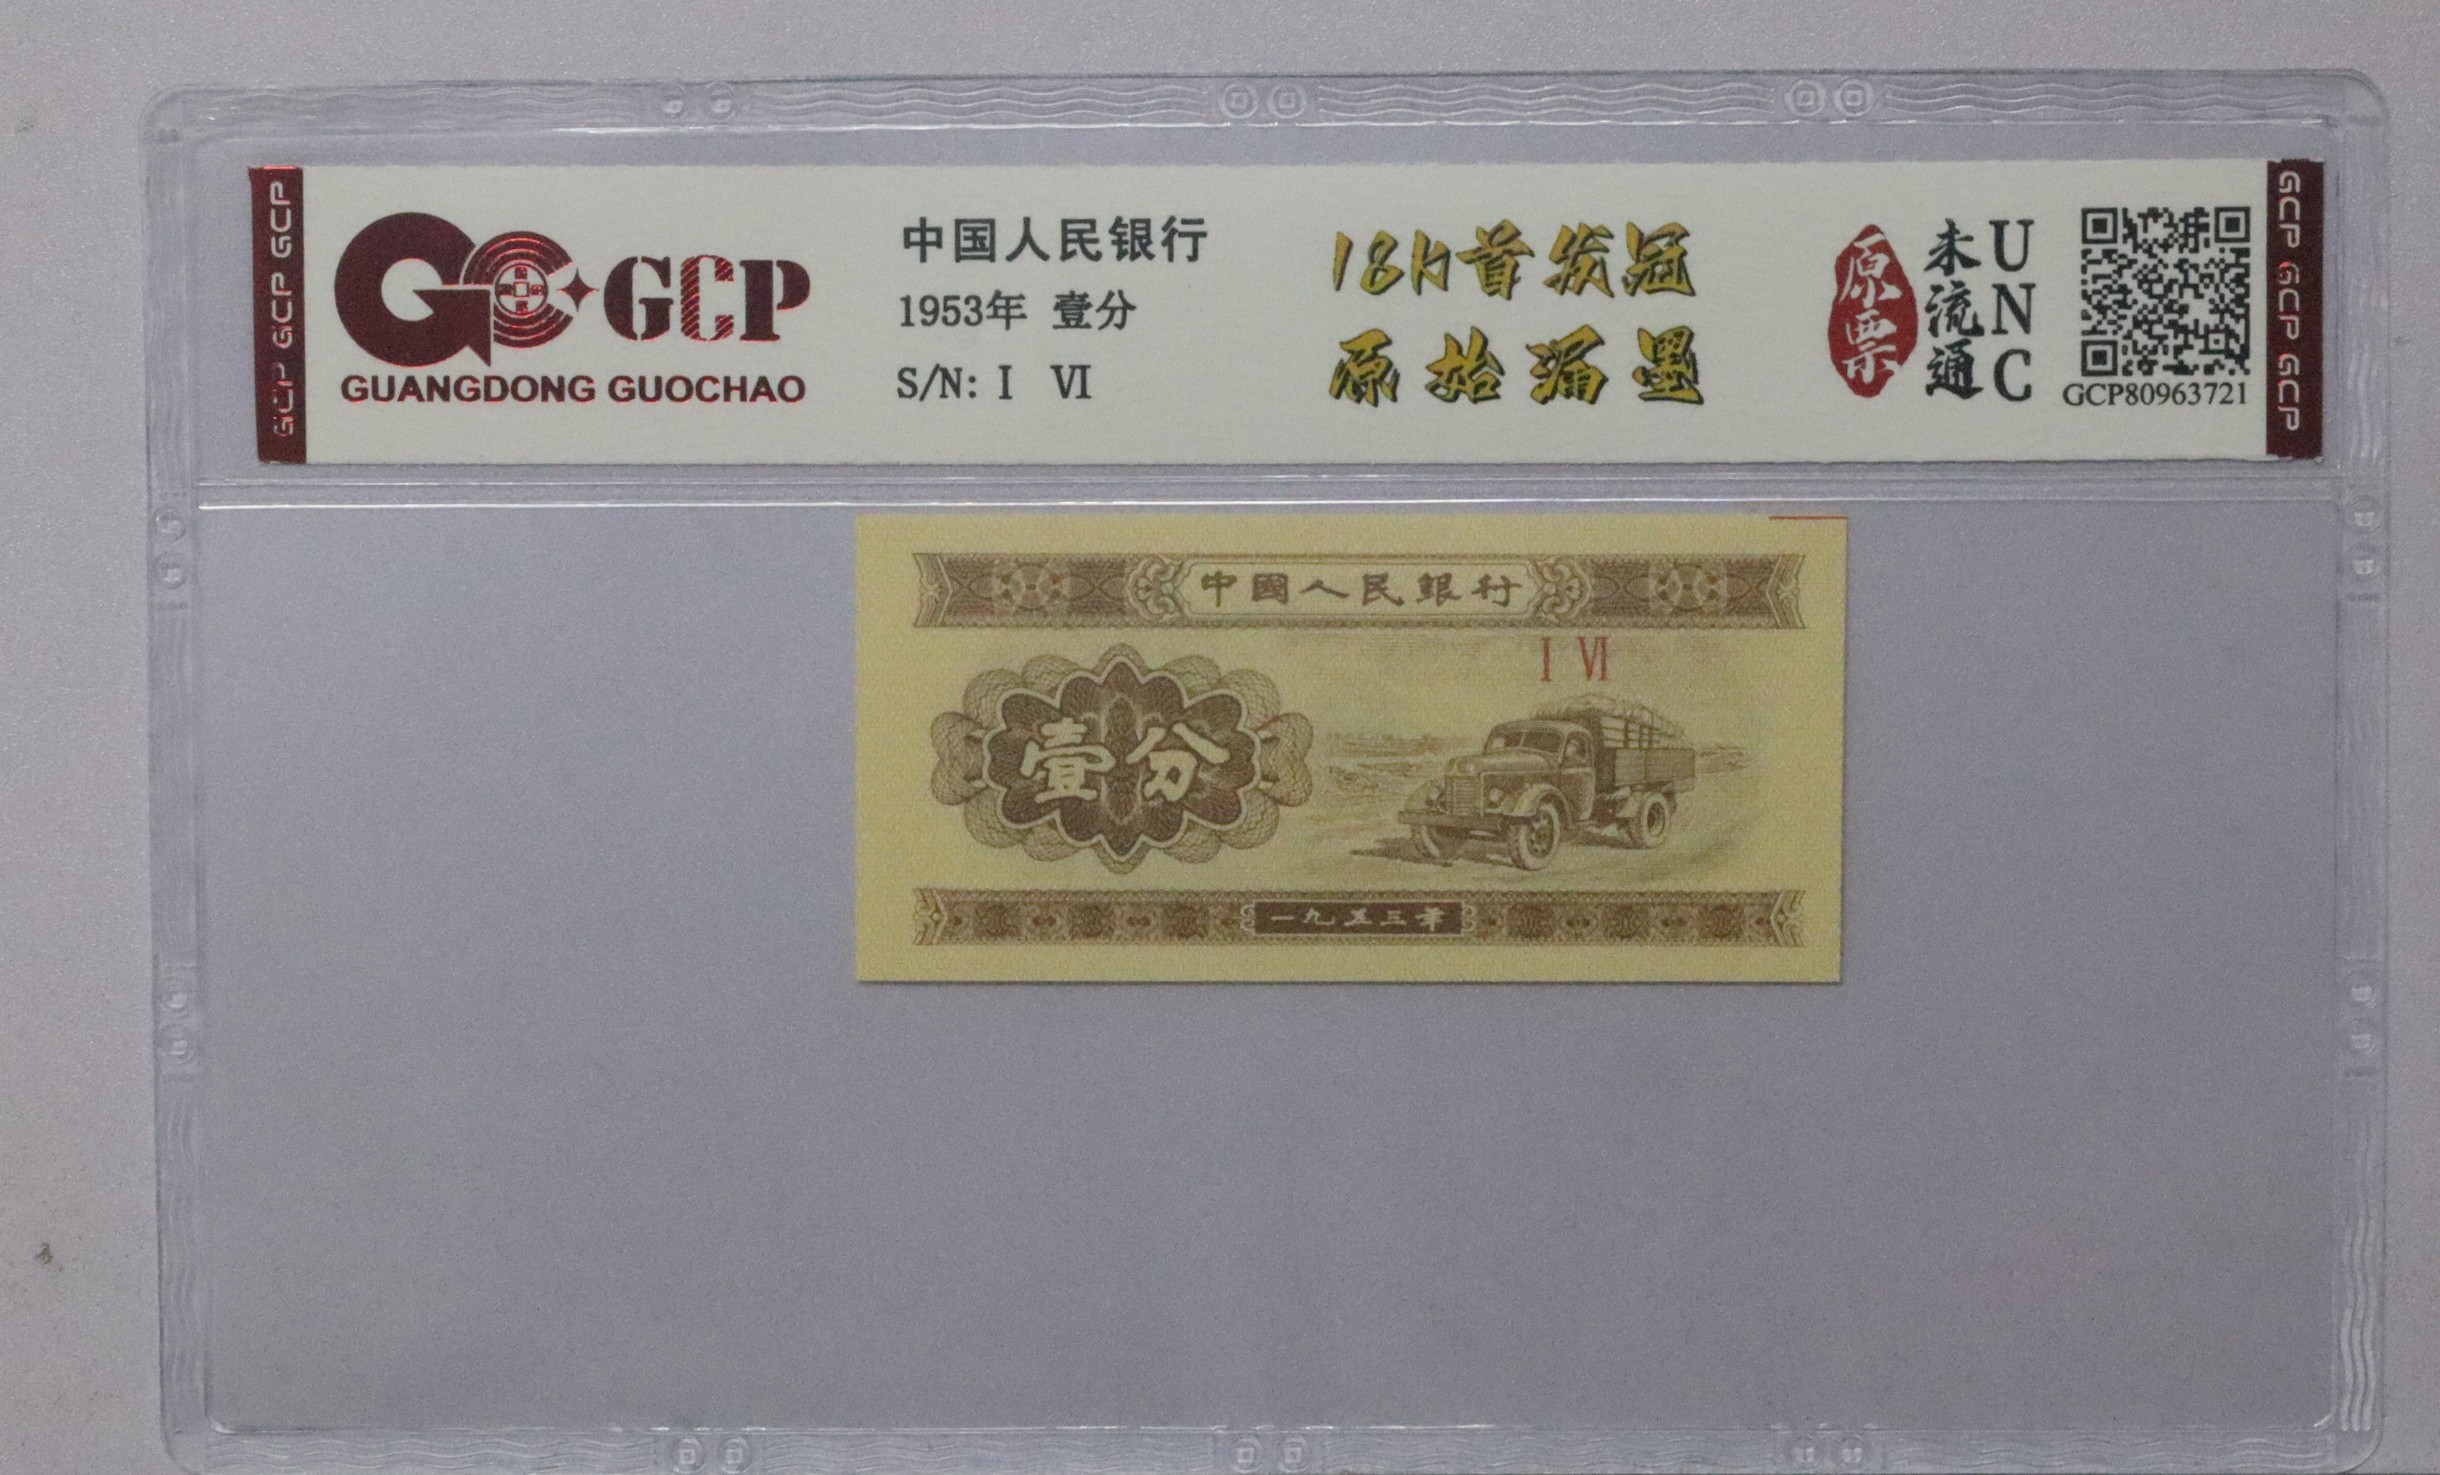 GCP GCP GCP
GCP
GUANGDONG GUOCHAO
中国人民银行
1953年 壹分
S/N: I VI
18K首发冠
原始漏墨
原票
未流通
UNC
GCP80963721
GCP GCP GCP
中國人民銀行
I VI
壹分
一九五三年